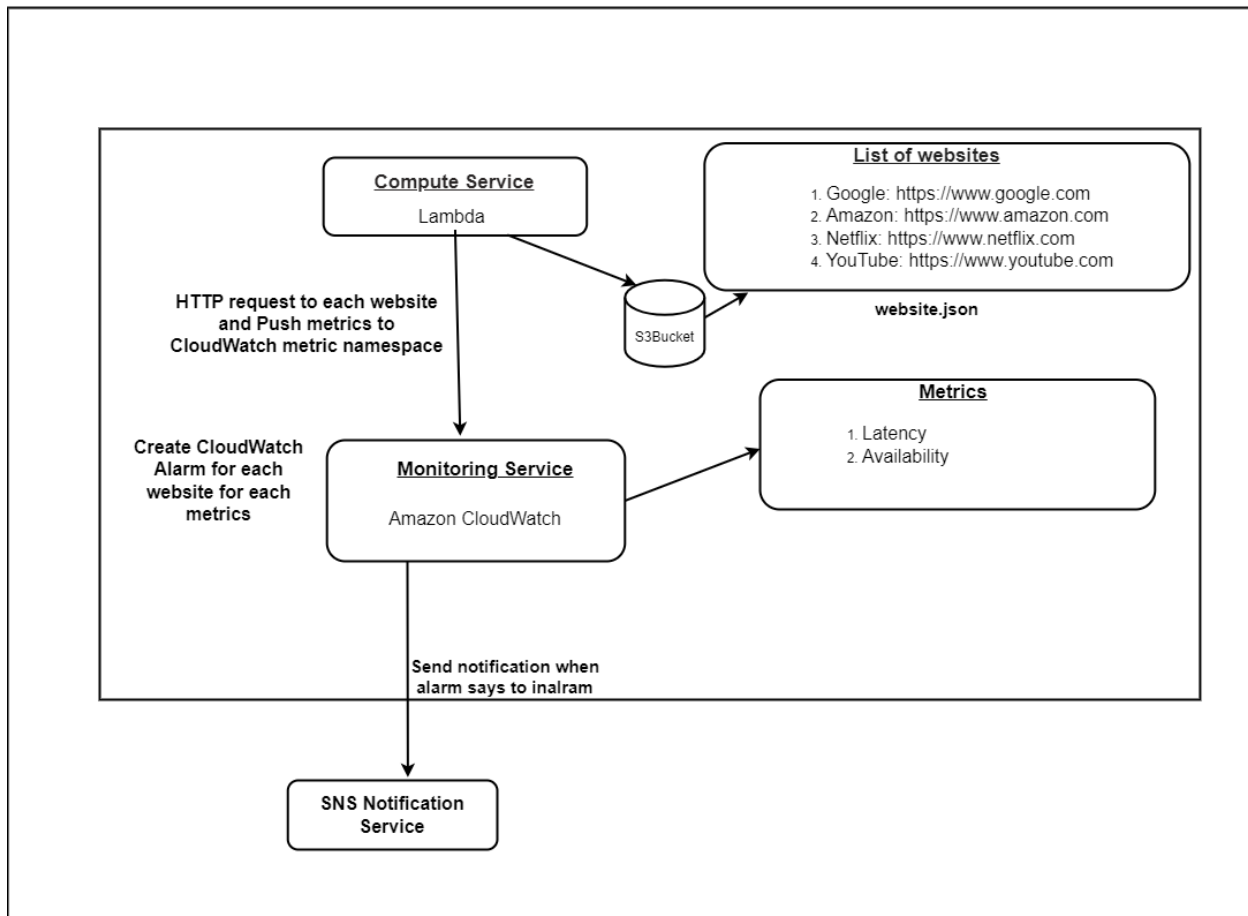 Compute Service
Lambda
List of websites
1. Google: https://www.google.com
2. Amazon: https://www.amazon.com
3. Netflix: https://www.netflix.com
4. YouTube: https://www.youtube.com
website.json
S3Bucket
HTTP request to each website
and Push metrics to
CloudWatch metric namespace
Metrics
1. Latency
2. Availability
Create CloudWatch
Alarm for each
website for each
metrics
Monitoring Service
Amazon CloudWatch
Send notification when
alarm says to inalram
SNS Notification
Service